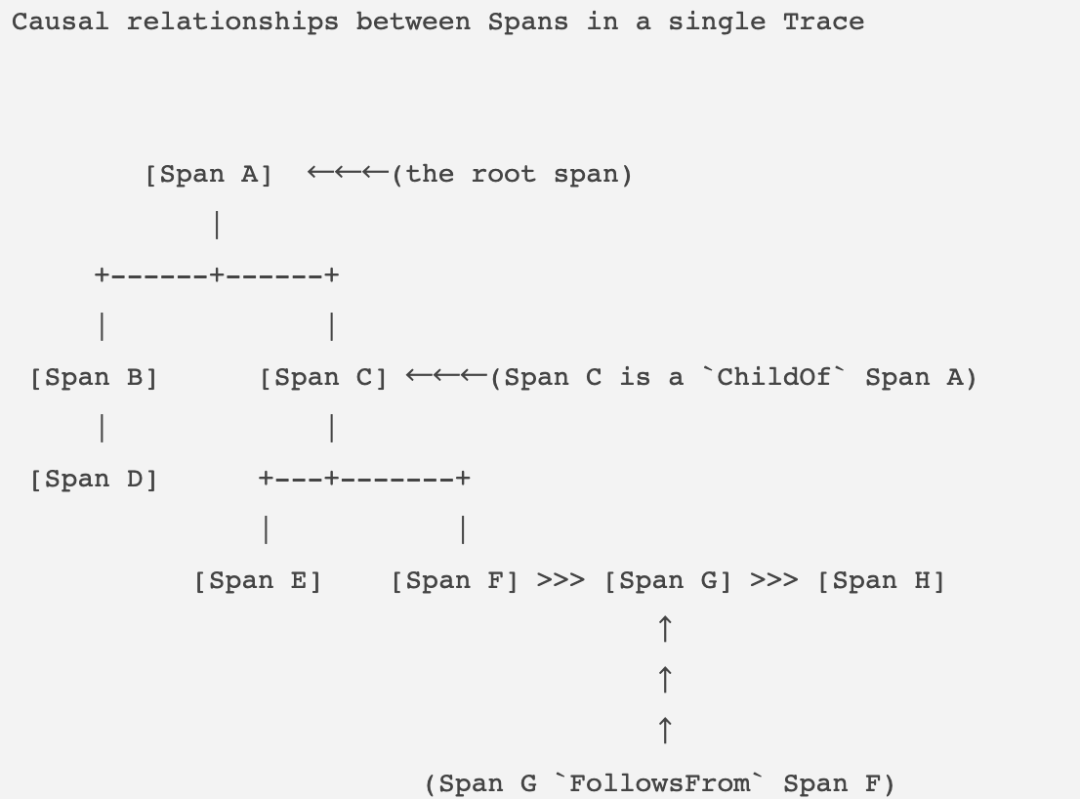 Causal relationships between Spans in a single Trace
[Span A] ←←←(the root span)
|
+------+------+
| |
[Span B] [Span C] ←←←(Span C is a `ChildOf` Span A)
| |
[Span D] +---+-------+
| |
[Span E] [Span F] >>> [Span G] >>> [Span H]
↑
↑
↑
(Span G `FollowsFrom` Span F)